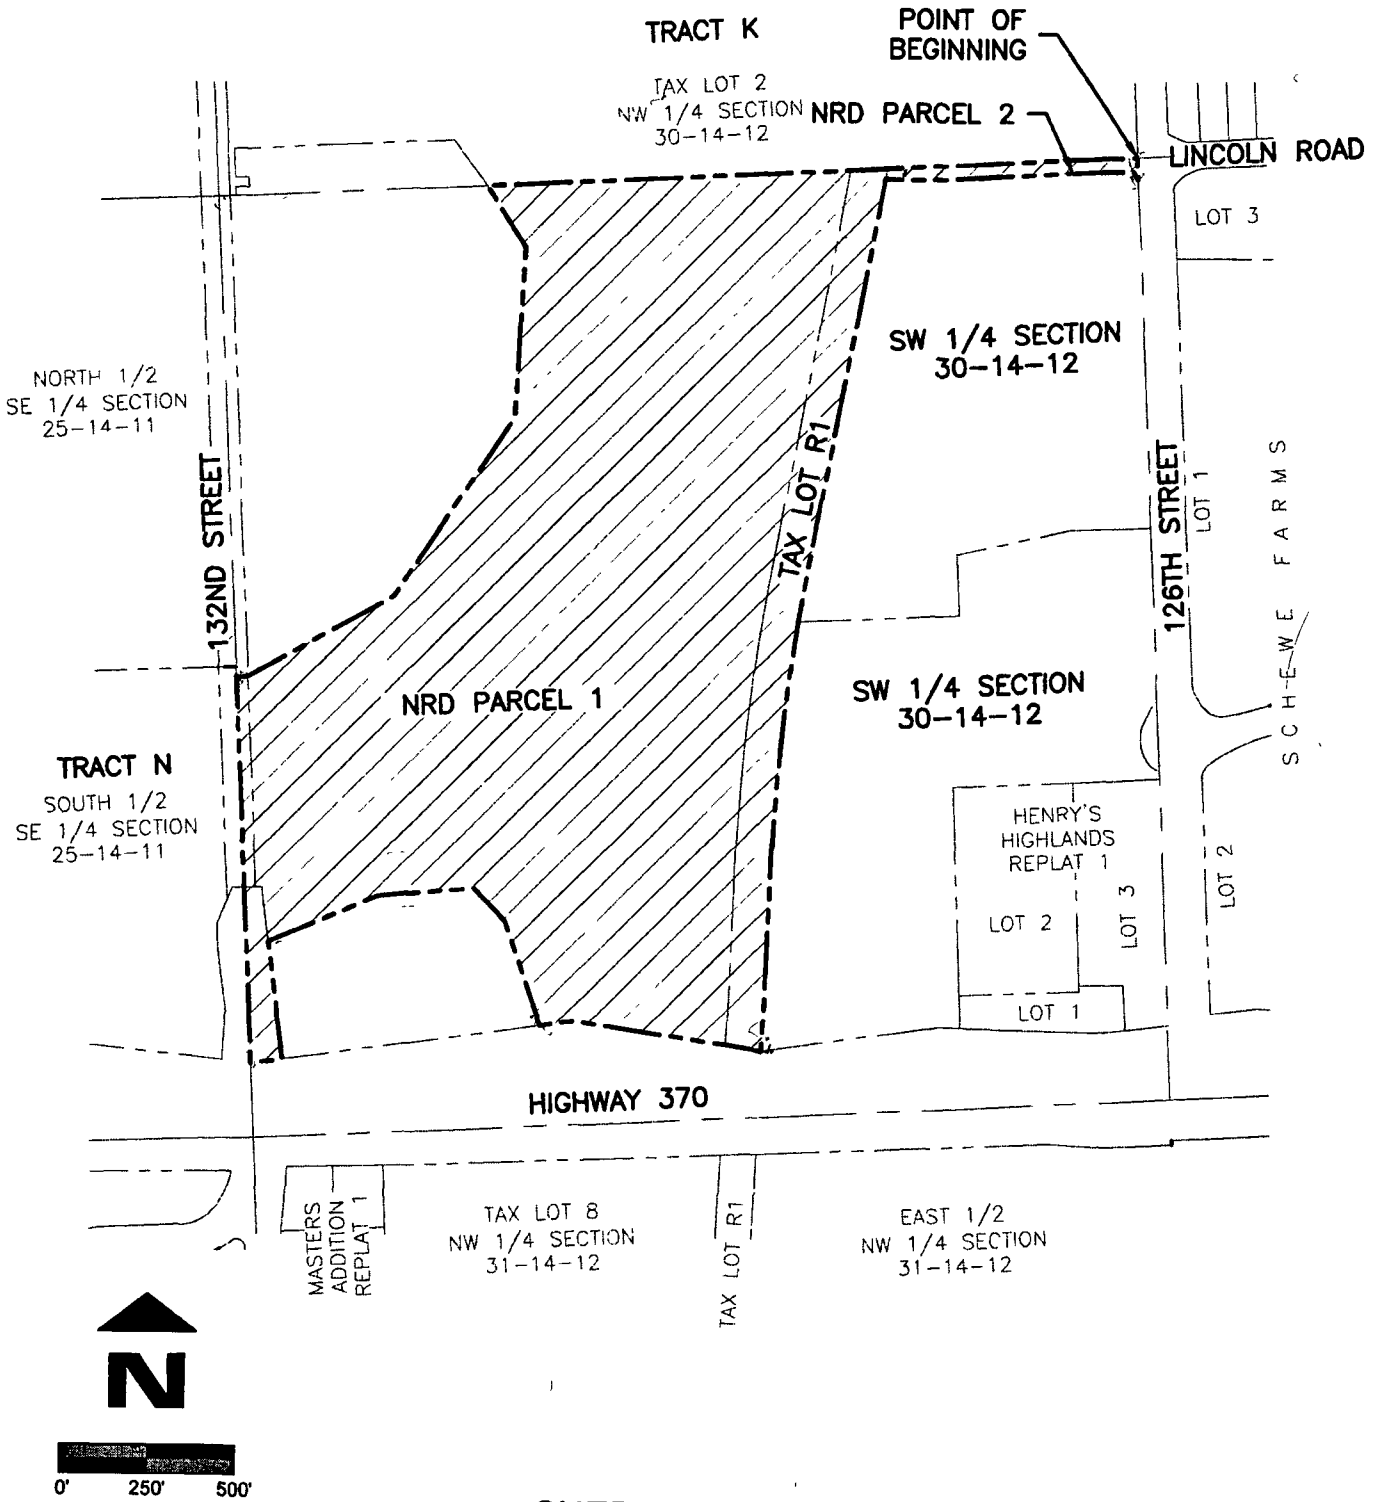 TRACT K
POINT OF
BEGINNING
TAX LOT 2
NW 1/4 SECTION
30-14-12
NRD PARCEL 2
LINCOLN ROAD
LOT 3
SW 1/4 SECTION
30-14-12
NORTH 1/2
SE 1/4 SECTION
25-14-11
132ND STREET
TAX LOT R1
126TH STREET
LOT 1
SCHEWE FARMS
NRD PARCEL 1
SW 1/4 SECTION
30-14-12
TRACT N
SOUTH 1/2
SE 1/4 SECTION
25-14-11
HENRY'S
HIGHLANDS
REPLAT 1
LOT 2
LOT 3
LOT 2
LOT 1
HIGHWAY 370
MASTERS
ADDITION
REPLAT 1
TAX LOT 8
NW 1/4 SECTION
31-14-12
TAX LOT R1
EAST 1/2
NW 1/4 SECTION
31-14-12
N
0' 250' 500'